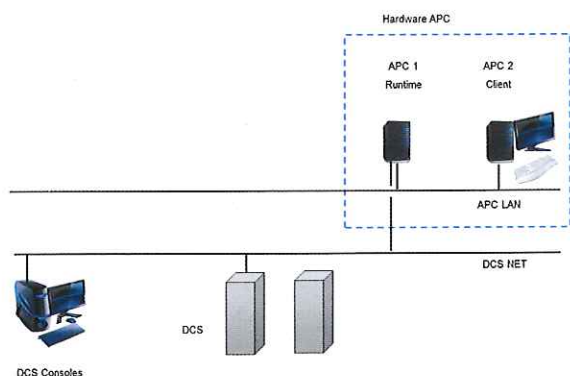 Hardware APC
APC 1
Runtime
APC 2
Client
APC LAN
DCS NET
DCS
DCS Consoles